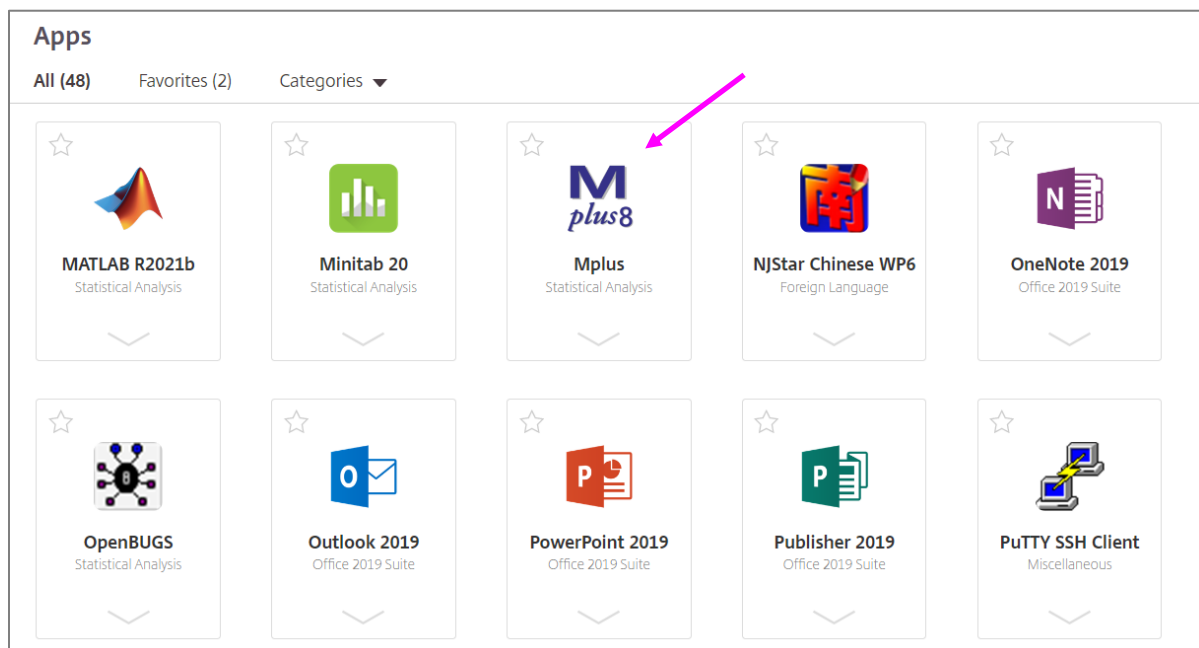 Apps
All (48) Favorites (2) Categories
M
plus8
南
N
MATLAB R2021b Minitab 20 Mplus NJStar Chinese WP6 OneNote 2019
Statistical Analysis Statistical Analysis Statistical Analysis Foreign Language Office 2019 Suite
8
O
P
P
OpenBUGS Outlook 2019 PowerPoint 2019 Publisher 2019 PuTTY SSH Client
Statistical Analysis Office 2019 Suite Office 2019 Suite Office 2019 Suite Miscellaneous